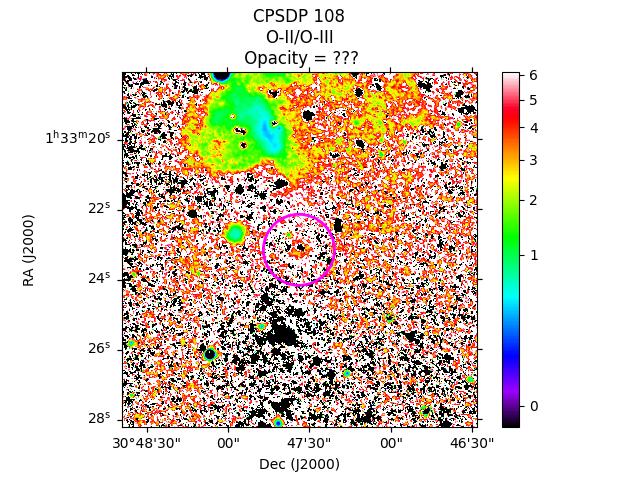 CPSDP 108
O-II/O-III
Opacity = ???
1ʰ33ᵐ20ˢ
22ˢ
24ˢ
26ˢ
28ˢ
RA (J2000)
30°48'30"
00"
47'30"
00"
46'30"
Dec (J2000)
6
5
4
3
2
1
0